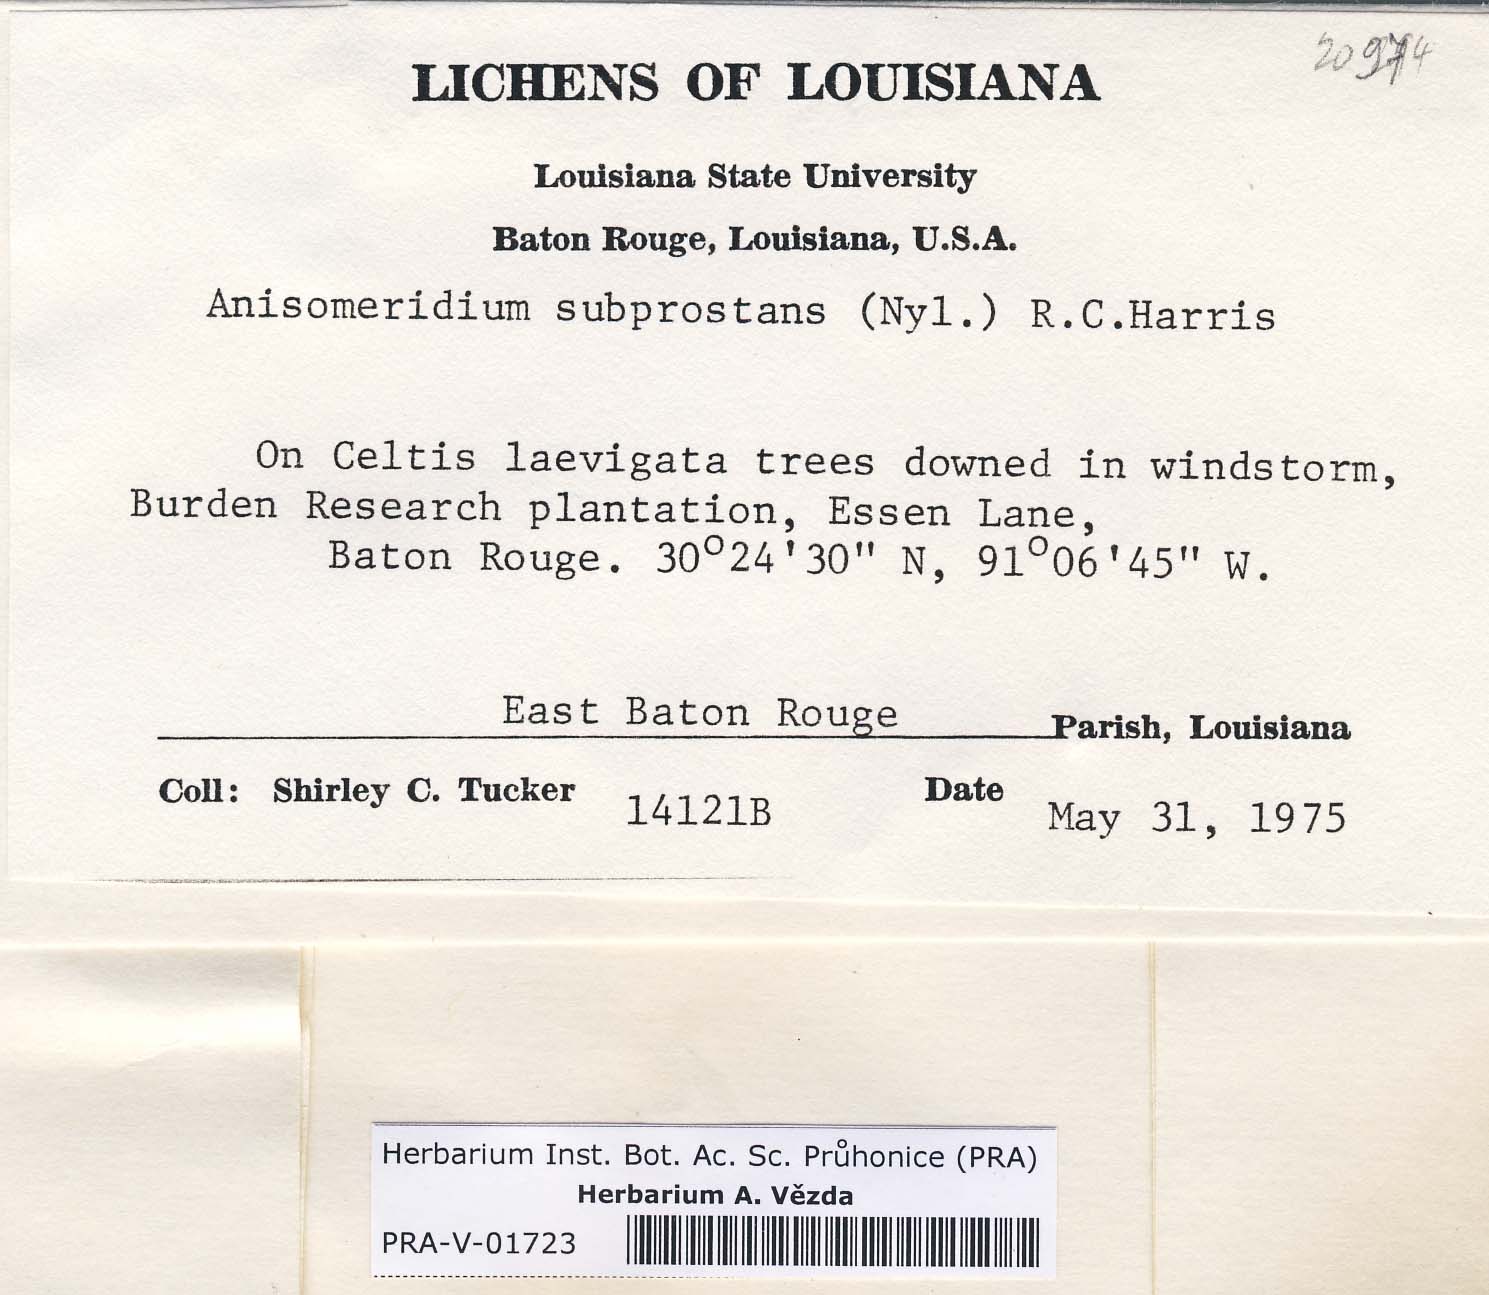 LICHENS OF LOUISIANA
Louisiana State University
Baton Rouge, Louisiana, U.S.A.
Anisomeridium subprostans (Nyl.) R.C.Harris
On Celtis laevigata trees downed in windstorm,
Burden Research plantation, Essen Lane,
Baton Rouge. 30°24'30" N, 91°06'45" W.
East Baton Rouge Parish, Louisiana
Coll: Shirley C. Tucker 14121B Date May 31, 1975
Herbarium Inst. Bot. Ac. Sc. Průhonice (PRA)
Herbarium A. Vězda
PRA-V-01723